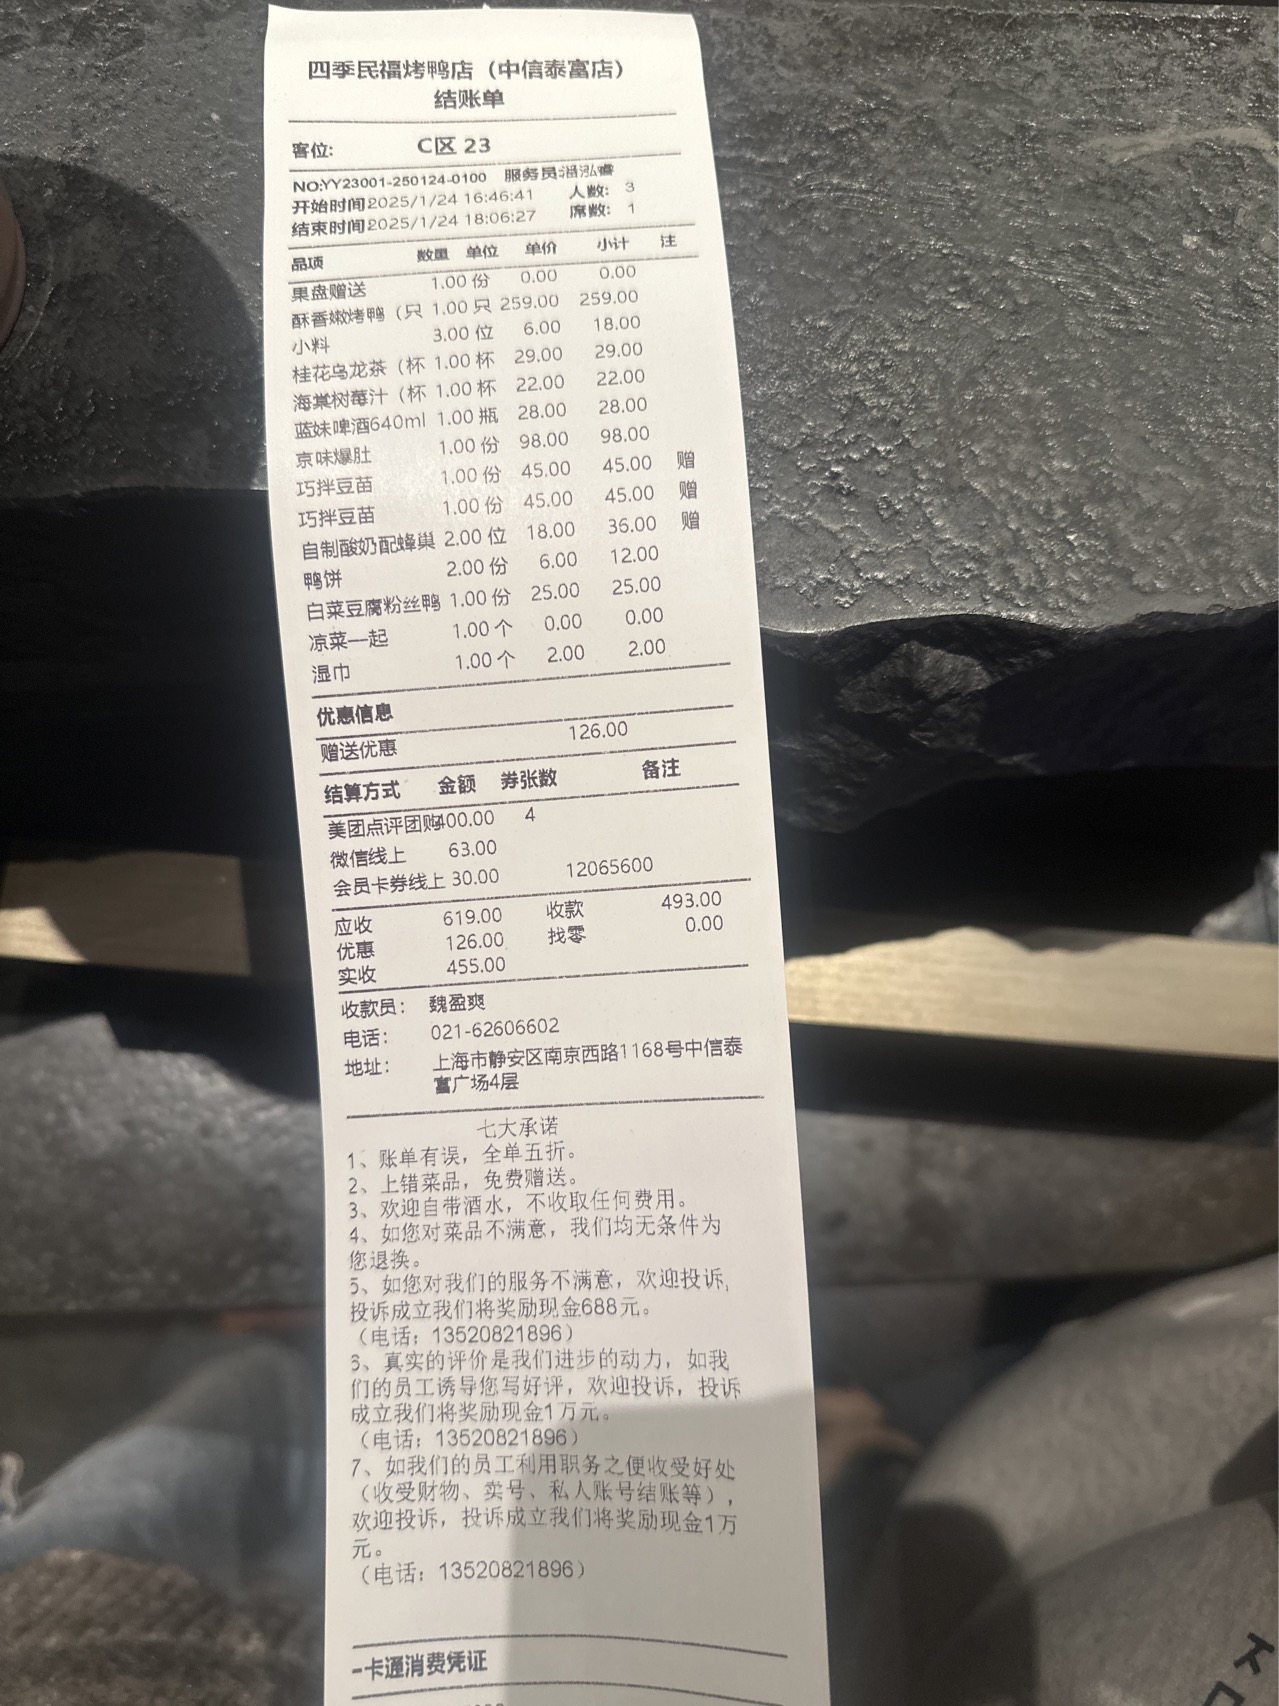 四季民福烤鸭店（中信泰富店）
结账单
客位: C区 23
NO:YY23001-250124-0100 服务员:潘泓睿
开始时间2025/1/24 16:46:41 人数: 3
结束时间2025/1/24 18:06:27 席数: 1
品项 数量 单位 单价 小计 注
果盘赠送 1.00 份 0.00 0.00
酥香嫩烤鸭（只 1.00 只 259.00 259.00
小料 3.00 位 6.00 18.00
桂花乌龙茶（杯 1.00 杯 29.00 29.00
海棠树莓汁（杯 1.00 杯 22.00 22.00
蓝妹啤酒640ml 1.00 瓶 28.00 28.00
京味爆肚 1.00 份 98.00 98.00
巧拌豆苗 1.00 份 45.00 45.00 赠
巧拌豆苗 1.00 份 45.00 45.00 赠
自制酸奶配蜂巢 2.00 位 18.00 36.00 赠
鸭饼 2.00 份 6.00 12.00
白菜豆腐粉丝鸭 1.00 份 25.00 25.00
凉菜一起 1.00 个 0.00 0.00
湿巾 1.00 个 2.00 2.00
优惠信息
赠送优惠 126.00
结算方式 金额 券张数 备注
美团点评团购400.00 4
微信线上 63.00
会员卡券线上 30.00 12065600
应收 619.00 收款 493.00
优惠 126.00 找零 0.00
实收 455.00
收款员: 魏盈爽
电话: 021-62606602
地址: 上海市静安区南京西路1168号中信泰
富广场4层
七大承诺
1、账单有误，全单五折。
2、上错菜品，免费赠送。
3、欢迎自带酒水，不收取任何费用。
4、如您对菜品不满意，我们均无条件为
您退换。
5、如您对我们的服务不满意，欢迎投诉,
投诉成立我们将奖励现金688元。
（电话：13520821896）
6、真实的评价是我们进步的动力，如我
们的员工诱导您写好评，欢迎投诉，投诉
成立我们将奖励现金1万元。
（电话：13520821896）
7、如我们的员工利用职务之便收受好处
（收受财物、卖号、私人账号结账等），
欢迎投诉，投诉成立我们将奖励现金1万
元。
（电话：13520821896）
一卡通消费凭证